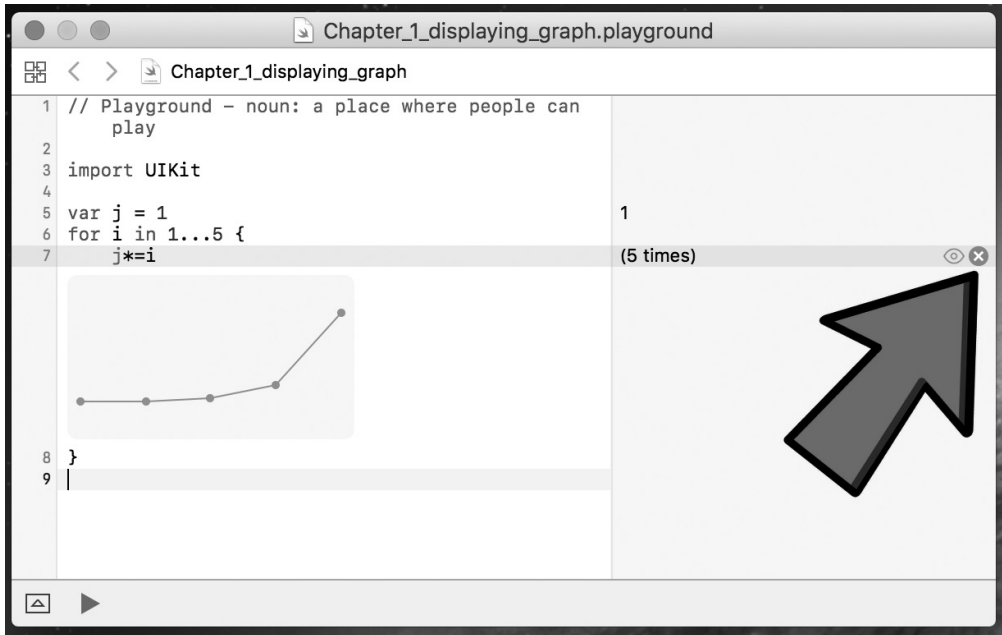 Chapter_1_displaying_graph.playground
Chapter_1_displaying_graph
1 // Playground – noun: a place where people can
play
2
3 import UIKit
4
5 var j = 1 1
6 for i in 1...5 {
7 j*=i (5 times)
8 }
9